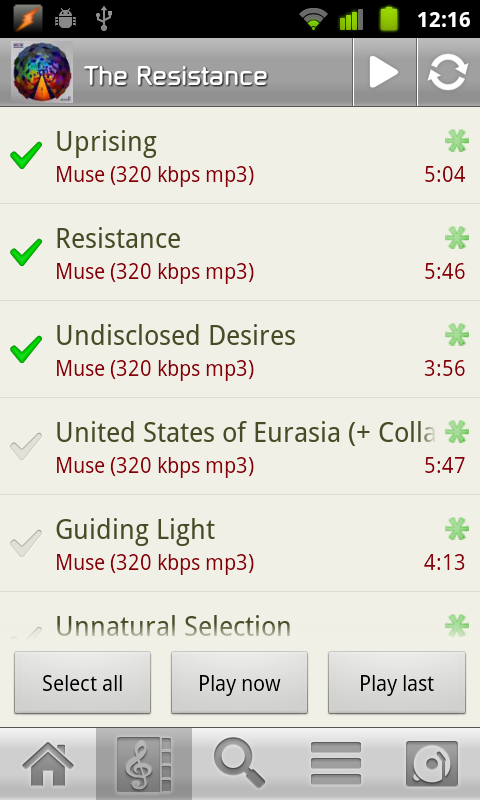 12:16
The Resistance
Uprising
Muse (320 kbps mp3) 5:04
Resistance
Muse (320 kbps mp3) 5:46
Undisclosed Desires
Muse (320 kbps mp3) 3:56
United States of Eurasia (+ Colla
Muse (320 kbps mp3) 5:47
Guiding Light
Muse (320 kbps mp3) 4:13
Unnatural Selection
Select all Play now Play last